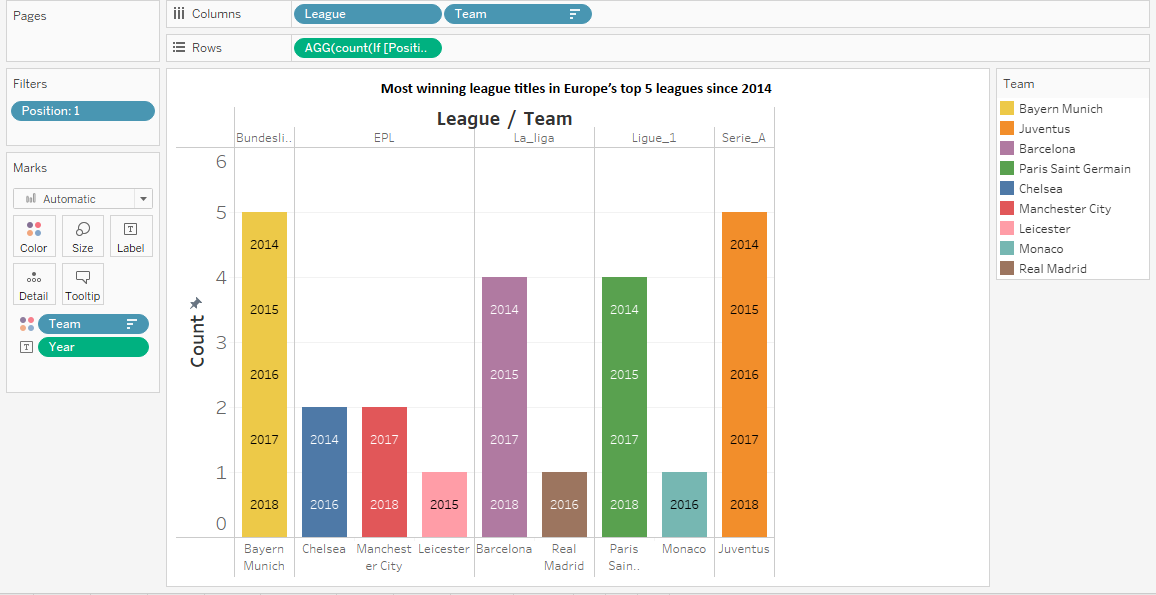 Pages
Columns
League
Team
Rows
AGG(count(If [Positi..
Filters
Position: 1
Marks
Automatic
Color
Size
Label
Detail
Tooltip
Team
Year
Most winning league titles in Europe’s top 5 leagues since 2014
League / Team
Bundesli..
EPL
La_liga
Ligue_1
Serie_A
Count
6
5
4
3
2
1
0
2014
2015
2016
2017
2018
2014
2016
2017
2018
2015
2014
2015
2017
2018
2016
2014
2015
2017
2018
2016
2014
2015
2016
2017
2018
Bayern
Munich
Chelsea
Manchest
er City
Leicester
Barcelona
Real
Madrid
Paris
Sain..
Monaco
Juventus
Team
Bayern Munich
Juventus
Barcelona
Paris Saint Germain
Chelsea
Manchester City
Leicester
Monaco
Real Madrid